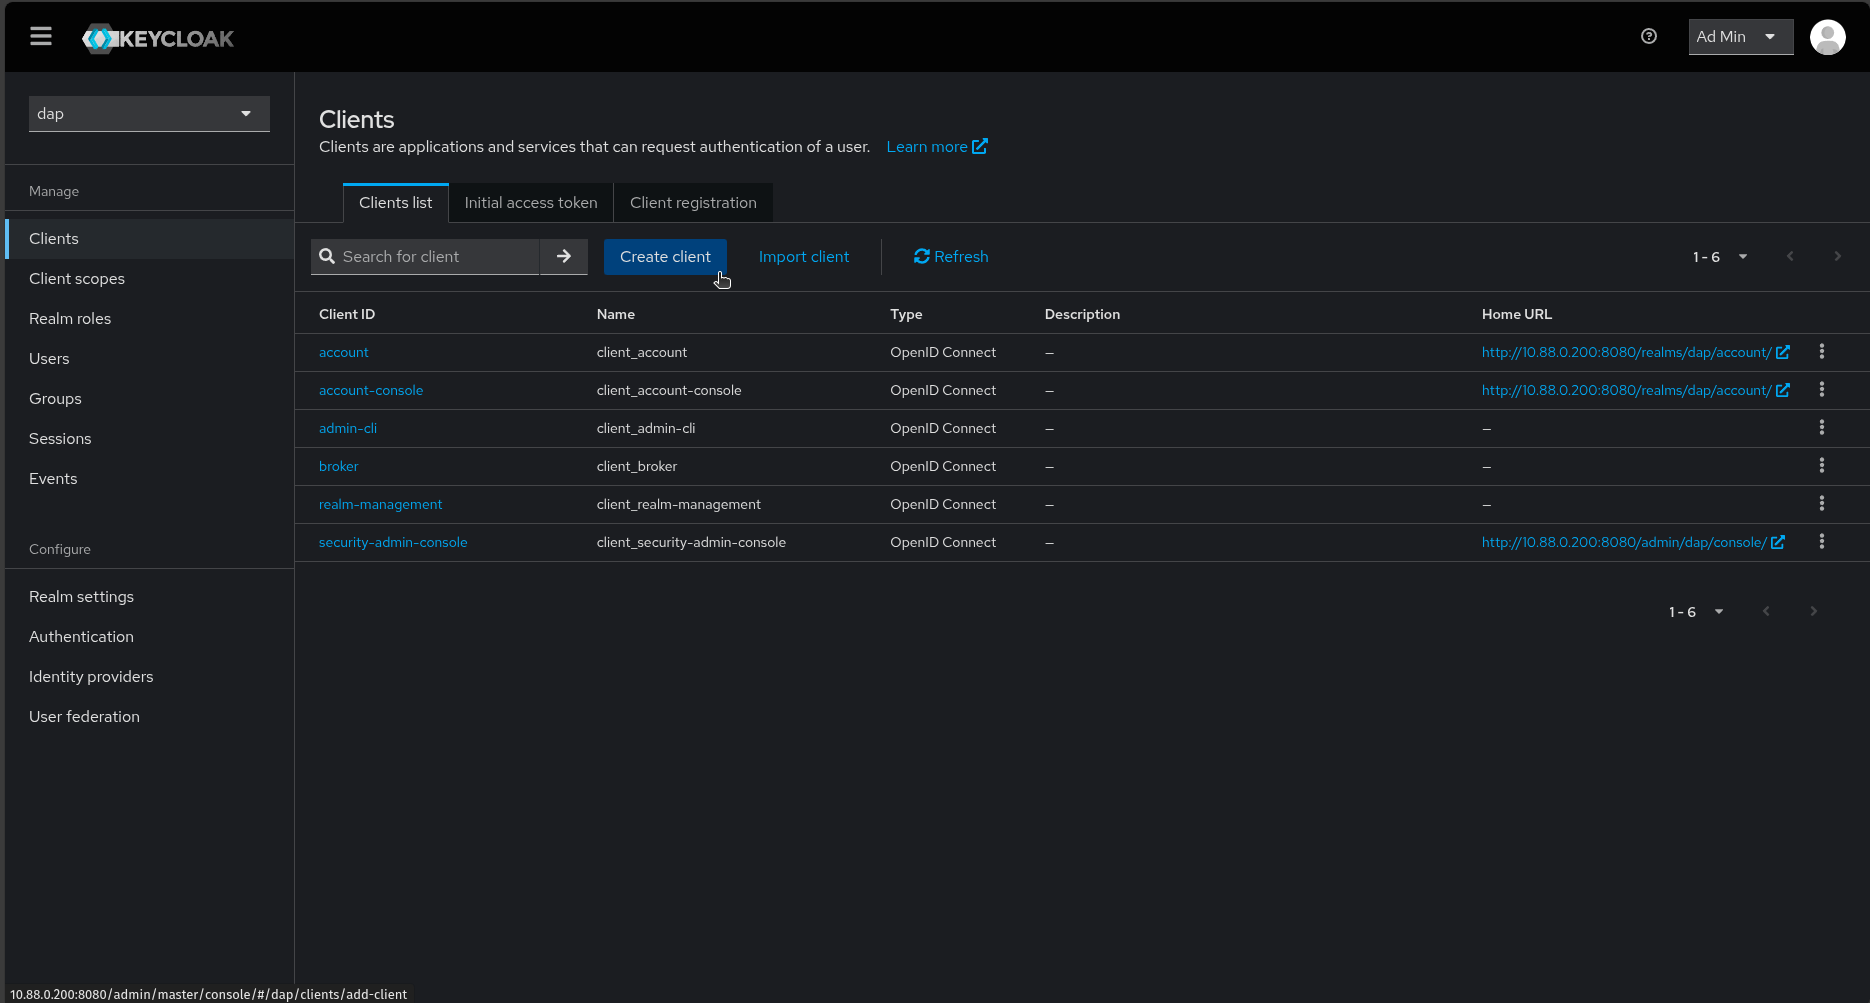 KEYCLOAK
Ad Min
dap
Manage
Clients
Client scopes
Realm roles
Users
Groups
Sessions
Events
Configure
Realm settings
Authentication
Identity providers
User federation
Clients
Clients are applications and services that can request authentication of a user. Learn more
Clients list Initial access token Client registration
Search for client Create client Import client Refresh 1 - 6
Client ID Name Type Description Home URL
account client_account OpenID Connect – http://10.88.0.200:8080/realms/dap/account/
account-console client_account-console OpenID Connect – http://10.88.0.200:8080/realms/dap/account/
admin-cli client_admin-cli OpenID Connect – –
broker client_broker OpenID Connect – –
realm-management client_realm-management OpenID Connect – –
security-admin-console client_security-admin-console OpenID Connect – http://10.88.0.200:8080/admin/dap/console/
1 - 6
10.88.0.200:8080/admin/master/console/#/dap/clients/add-client